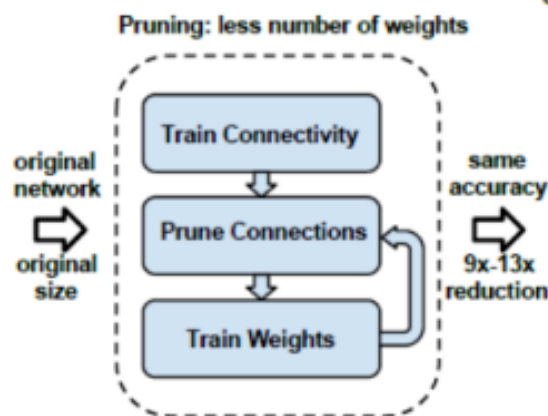 Pruning: less number of weights
original
network
original
size
Train Connectivity
Prune Connections
Train Weights
same
accuracy
9x-13x
reduction